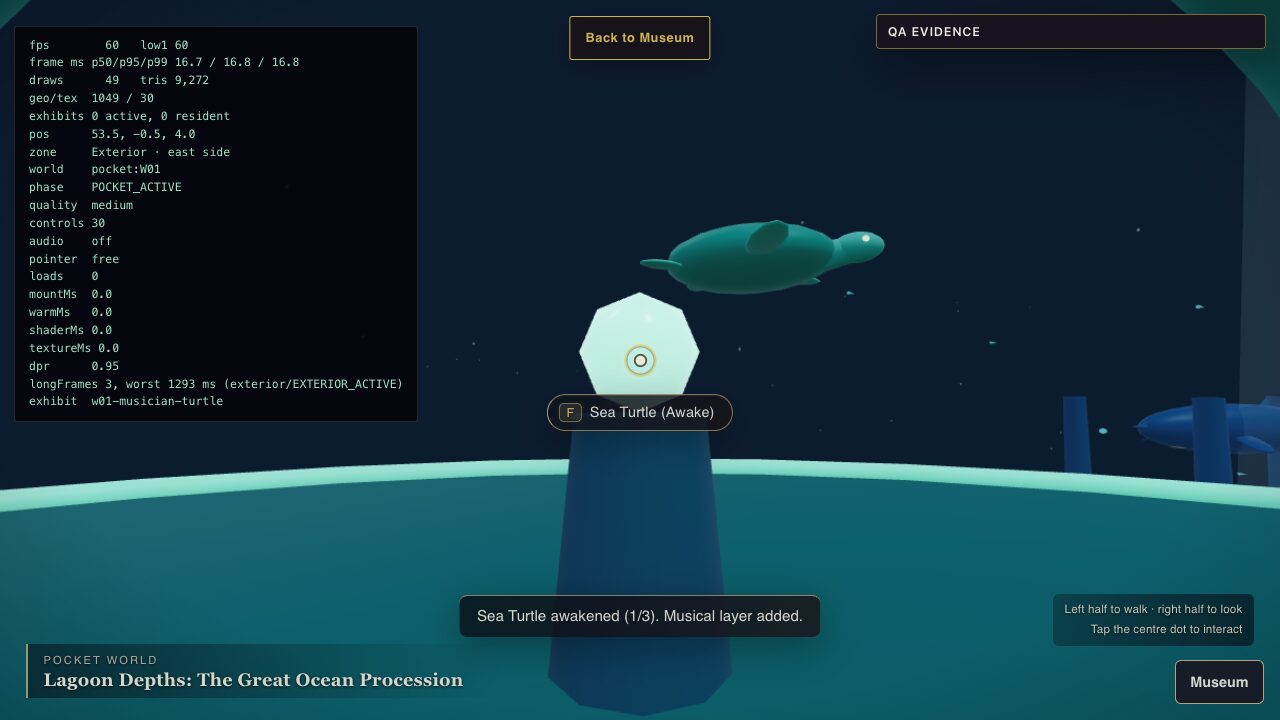 fps 60 low1 60
frame ms p50/p95/p99 16.7 / 16.8 / 16.8
draws 49 tris 9,272
geo/tex 1049 / 30
exhibits 0 active, 0 resident
pos 53.5, −0.5, 4.0
zone Exterior · east side
world pocket:W01
phase POCKET_ACTIVE
quality medium
controls 30
audio off
pointer free
loads 0
mountMs 0.0
warmMs 0.0
shaderMs 0.0
textureMs 0.0
dpr 0.95
longFrames 3, worst 1293 ms (exterior/EXTERIOR_ACTIVE)
exhibit w01-musician-turtle
Back to Museum
QA EVIDENCE
F Sea Turtle (Awake)
Sea Turtle awakened (1/3). Musical layer added.
Left half to walk · right half to look
Tap the centre dot to interact
POCKET WORLD
Lagoon Depths: The Great Ocean Procession
Museum